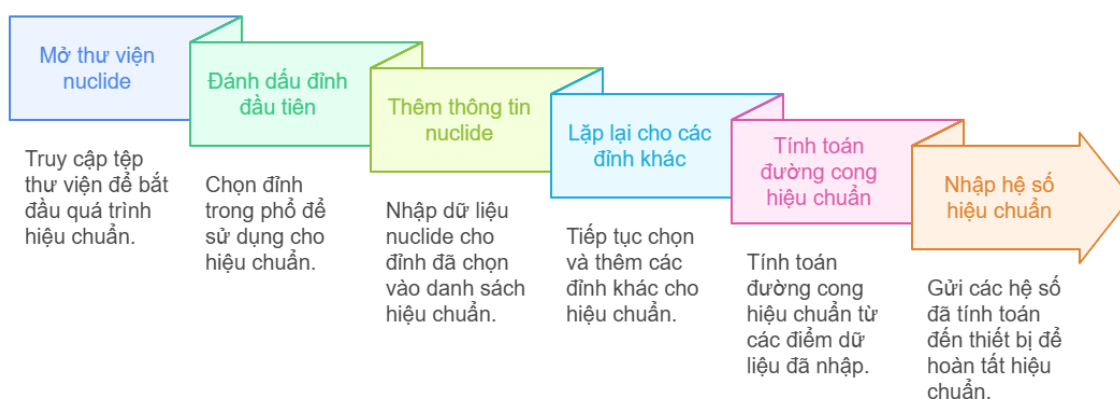 Mở thư viện
nuclide
Truy cập tệp
thư viện để bắt
đầu quá trình
hiệu chuẩn.
Đánh dấu đỉnh
đầu tiên
Chọn đỉnh
trong phổ để
sử dụng cho
hiệu chuẩn.
Thêm thông tin
nuclide
Nhập dữ liệu
nuclide cho
đỉnh đã chọn
vào danh sách
hiệu chuẩn.
Lặp lại cho các
đỉnh khác
Tiếp tục chọn
và thêm các
đỉnh khác cho
hiệu chuẩn.
Tính toán
đường cong
hiệu chuẩn
Tính toán
đường cong
hiệu chuẩn từ
các điểm dữ
liệu đã nhập.
Nhập hệ số
hiệu chuẩn
Gửi các hệ số
đã tính toán
đến thiết bị để
hoàn tất hiệu
chuẩn.